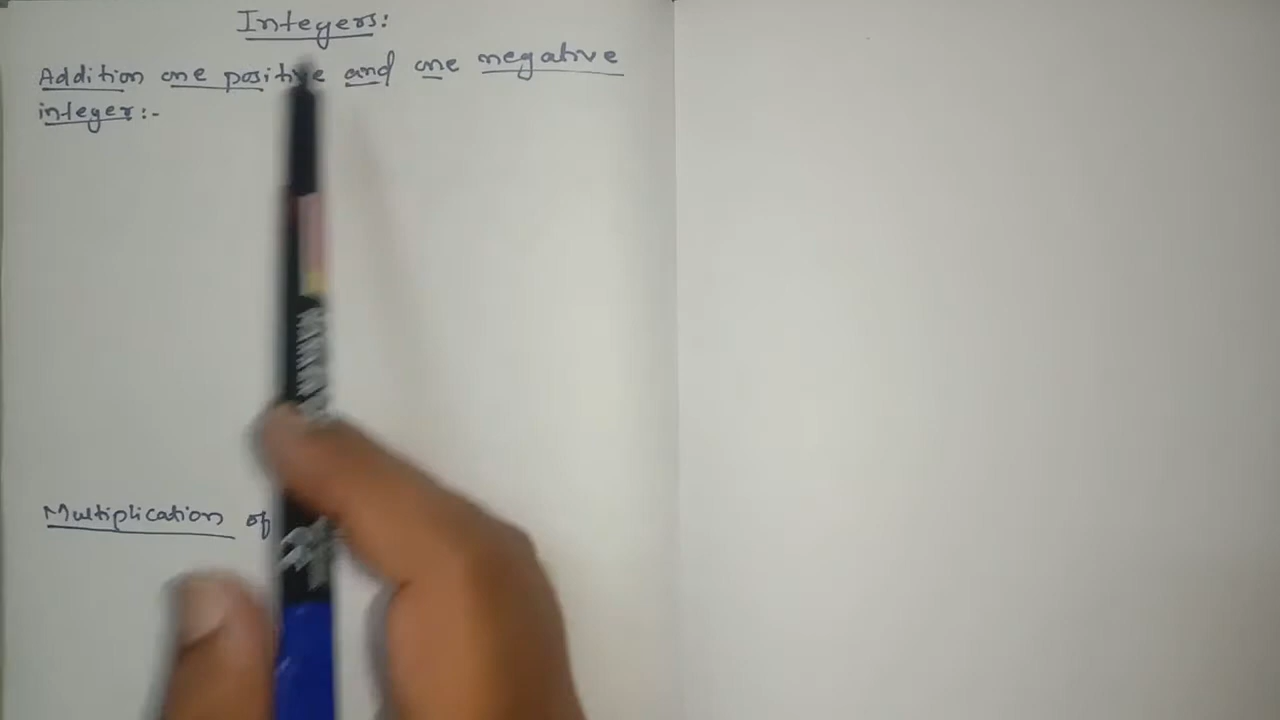 Integers:
Addition one positive and one negative
integer:-
Multiplication of